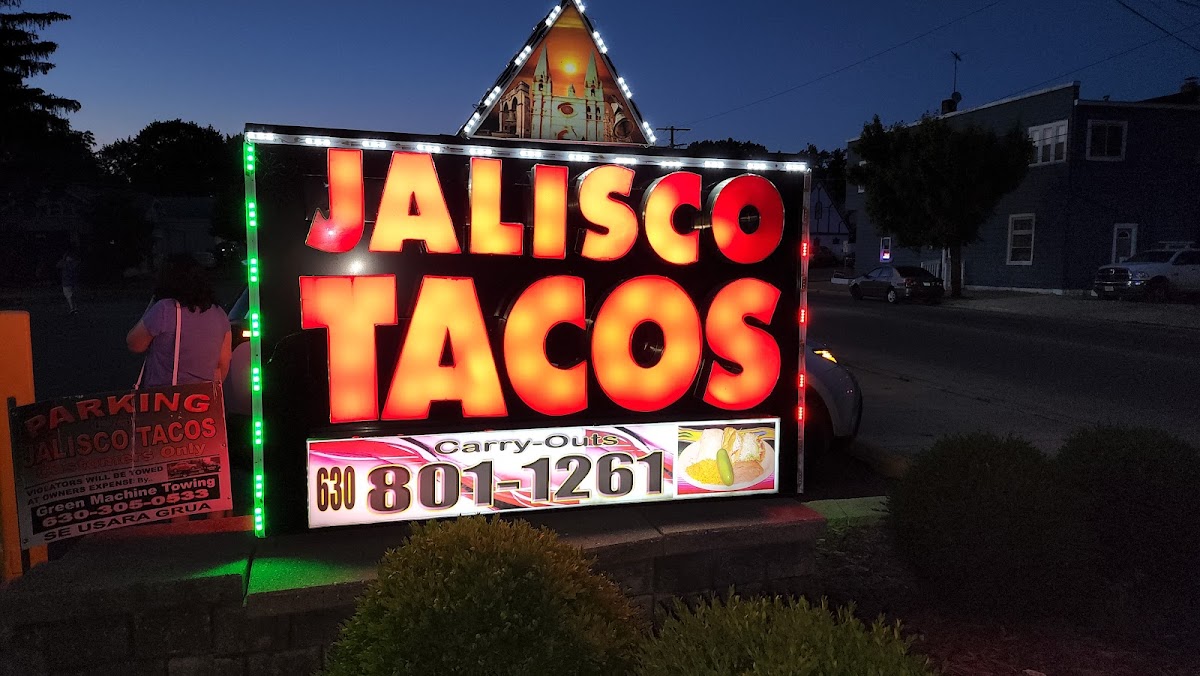 JALISCO
TACOS
Carry-Outs
630 801-1261
PARKING
JALISCO TACOS
Only
VIOLATORS WILL BE TOWED
AT OWNERS EXPENSE By:
Green Machine Towing
630-305-0533
SE USARA GRUA